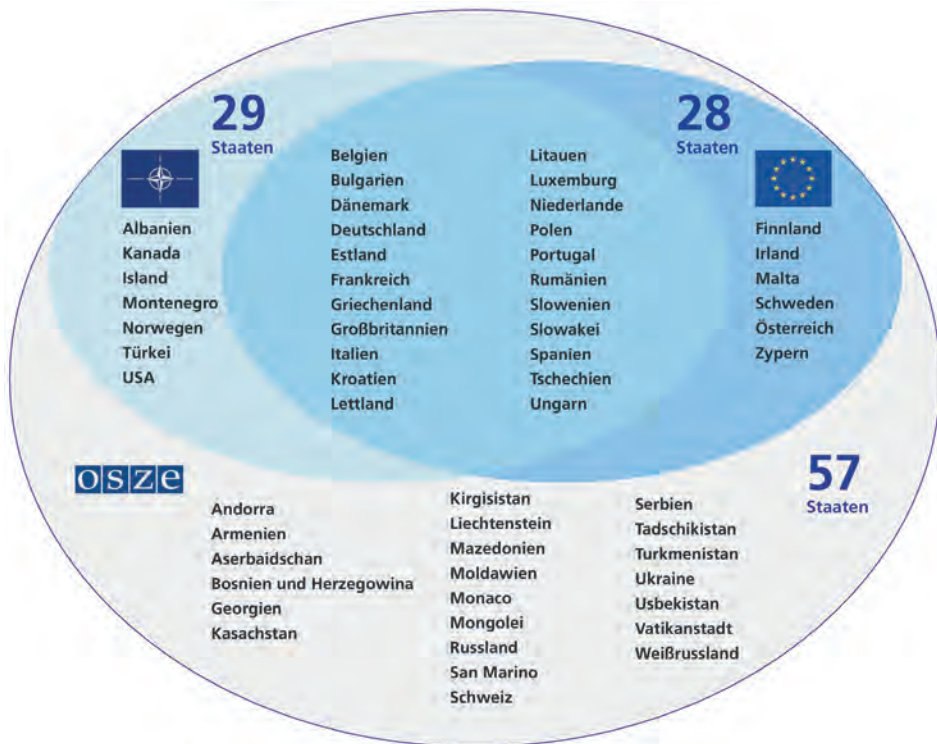 29
Staaten
Albanien
Kanada
Island
Montenegro
Norwegen
Türkei
USA
Belgien
Bulgarien
Dänemark
Deutschland
Estland
Frankreich
Griechenland
Großbritannien
Italien
Kroatien
Lettland
Litauen
Luxemburg
Niederlande
Polen
Portugal
Rumänien
Slowenien
Slowakei
Spanien
Tschechien
Ungarn
28
Staaten
Finnland
Irland
Malta
Schweden
Österreich
Zypern
osze
57
Staaten
Andorra
Armenien
Aserbaidschan
Bosnien und Herzegowina
Georgien
Kasachstan
Kirgisistan
Liechtenstein
Mazedonien
Moldawien
Monaco
Mongolei
Russland
San Marino
Schweiz
Serbien
Tadschikistan
Turkmenistan
Ukraine
Usbekistan
Vatikanstadt
Weißrussland